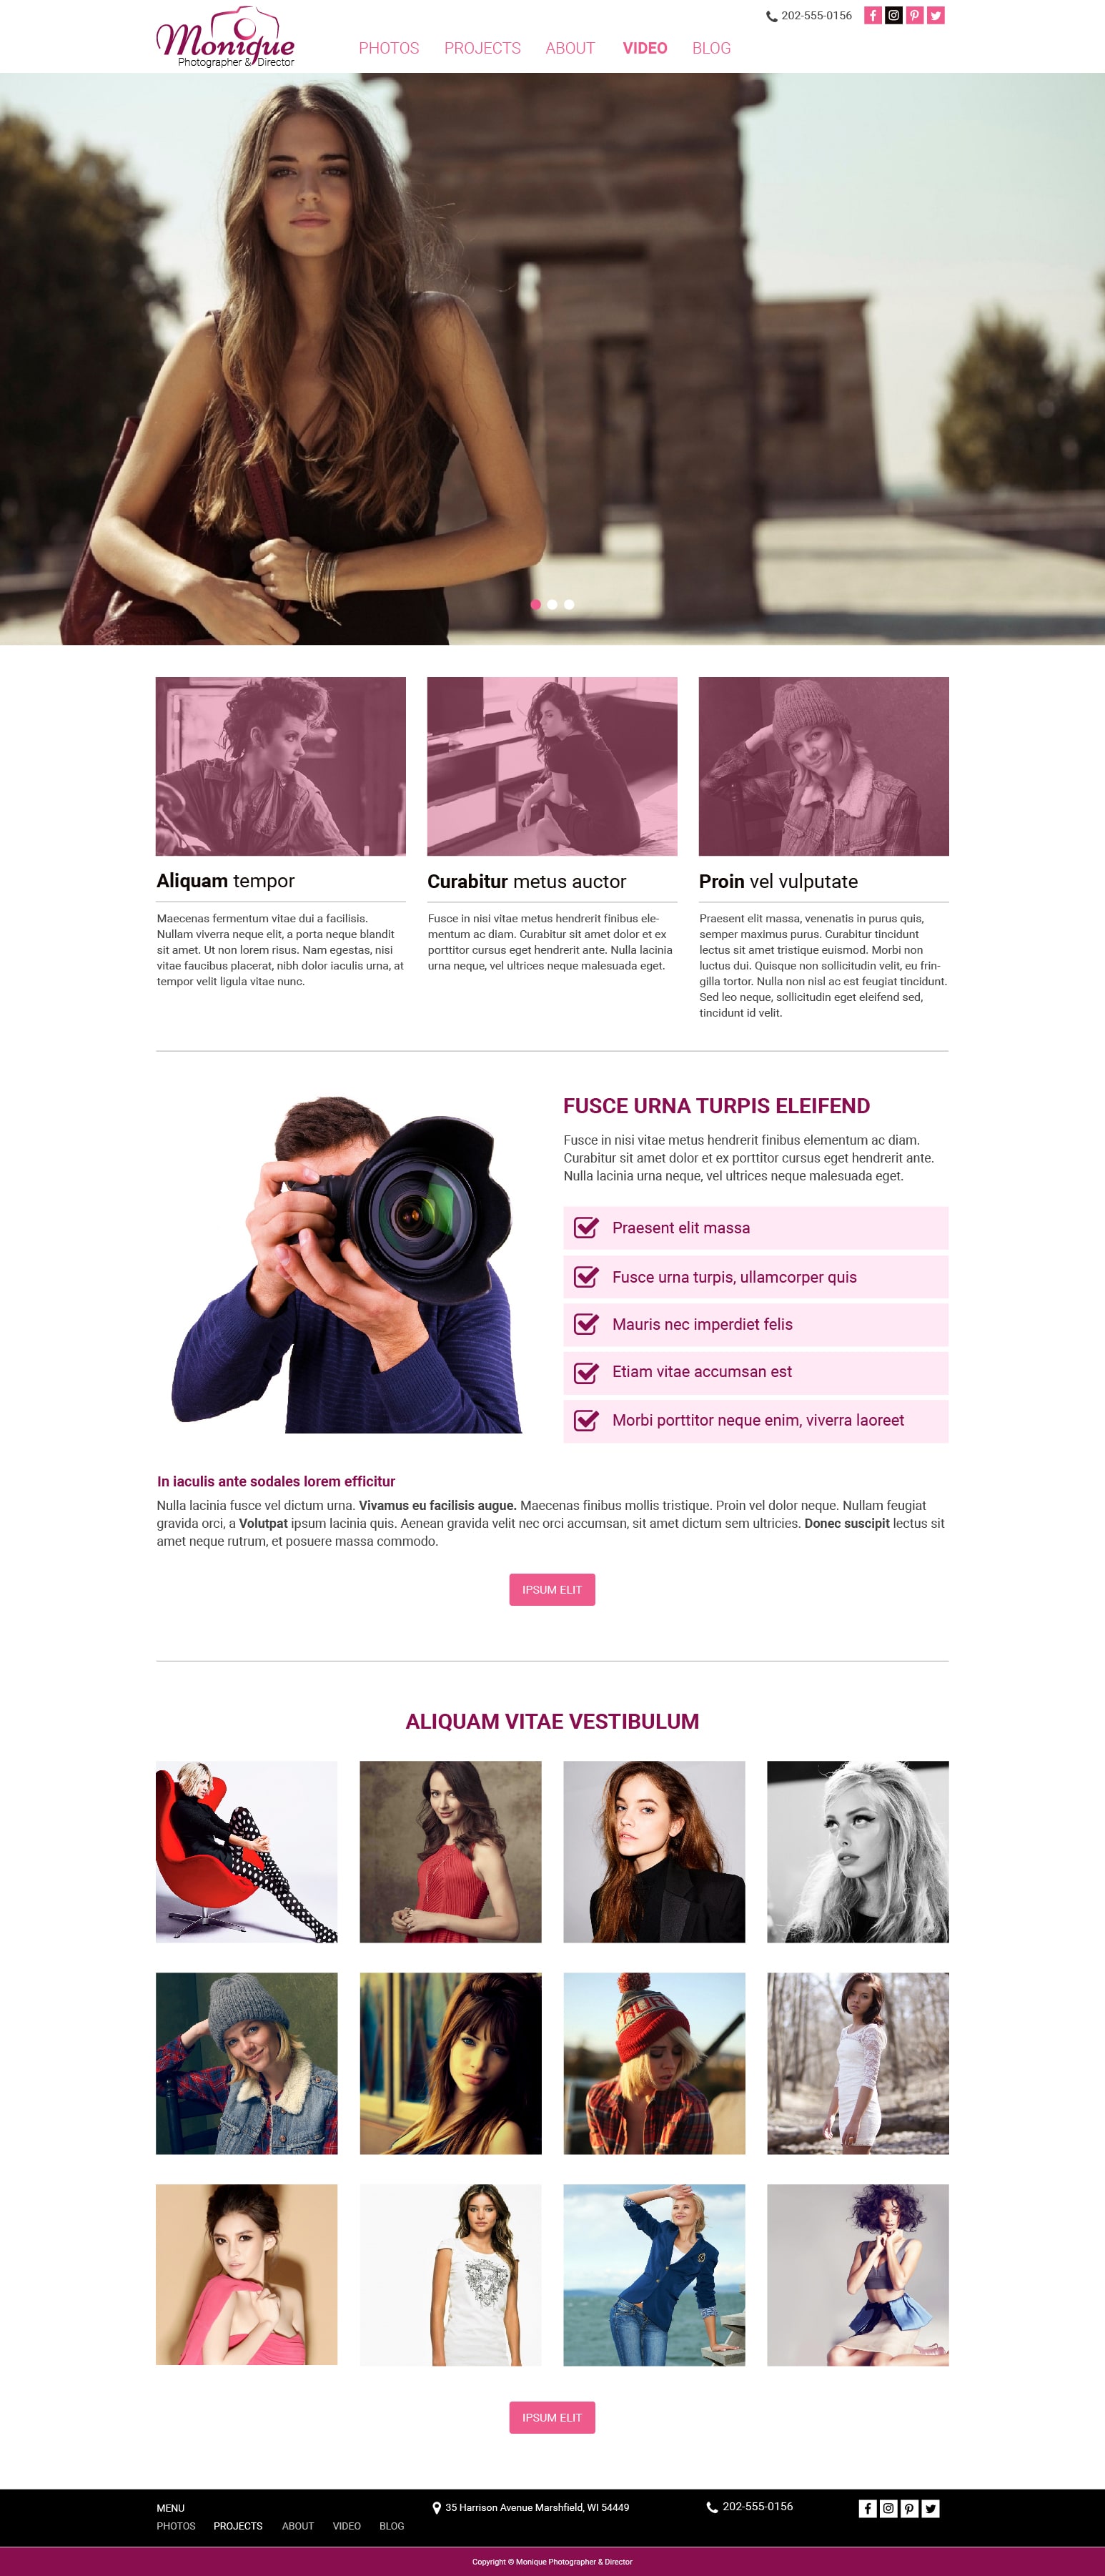 202-555-0156
Monique
Photographer & Director
PHOTOS PROJECTS ABOUT VIDEO BLOG
Aliquam tempor
Maecenas fermentum vitae dui a facilisis.
Nullam viverra neque elit, a porta neque blandit
sit amet. Ut non lorem risus. Nam egestas, nisi
vitae faucibus placerat, nibh dolor iaculis urna, at
tempor velit ligula vitae nunc.
Curabitur metus auctor
Fusce in nisi vitae metus hendrerit finibus ele-
mentum ac diam. Curabitur sit amet dolor et ex
porttitor cursus eget hendrerit ante. Nulla lacinia
urna neque, vel ultrices neque malesuada eget.
Proin vel vulputate
Praesent elit massa, venenatis in purus quis,
semper maximus purus. Curabitur tincidunt
lectus sit amet tristique euismod. Morbi non
luctus dui. Quisque non sollicitudin velit, eu frin-
gilla tortor. Nulla non nisl ac est feugiat tincidunt.
Sed leo neque, sollicitudin eget eleifend sed,
tincidunt id velit.
FUSCE URNA TURPIS ELEIFEND
Fusce in nisi vitae metus hendrerit finibus elementum ac diam.
Curabitur sit amet dolor et ex porttitor cursus eget hendrerit ante.
Nulla lacinia urna neque, vel ultrices neque malesuada eget.
Praesent elit massa
Fusce urna turpis, ullamcorper quis
Mauris nec imperdiet felis
Etiam vitae accumsan est
Morbi porttitor neque enim, viverra laoreet
In iaculis ante sodales lorem efficitur
Nulla lacinia fusce vel dictum urna. Vivamus eu facilisis augue. Maecenas finibus mollis tristique. Proin vel dolor neque. Nullam feugiat
gravida orci, a Volutpat ipsum lacinia quis. Aenean gravida velit nec orci accumsan, sit amet dictum sem ultricies. Donec suscipit lectus sit
amet neque rutrum, et posuere massa commodo.
IPSUM ELIT
ALIQUAM VITAE VESTIBULUM
IPSUM ELIT
MENU
PHOTOS PROJECTS ABOUT VIDEO BLOG
35 Harrison Avenue Marshfield, WI 54449
202-555-0156
Copyright © Monique Photographer & Director